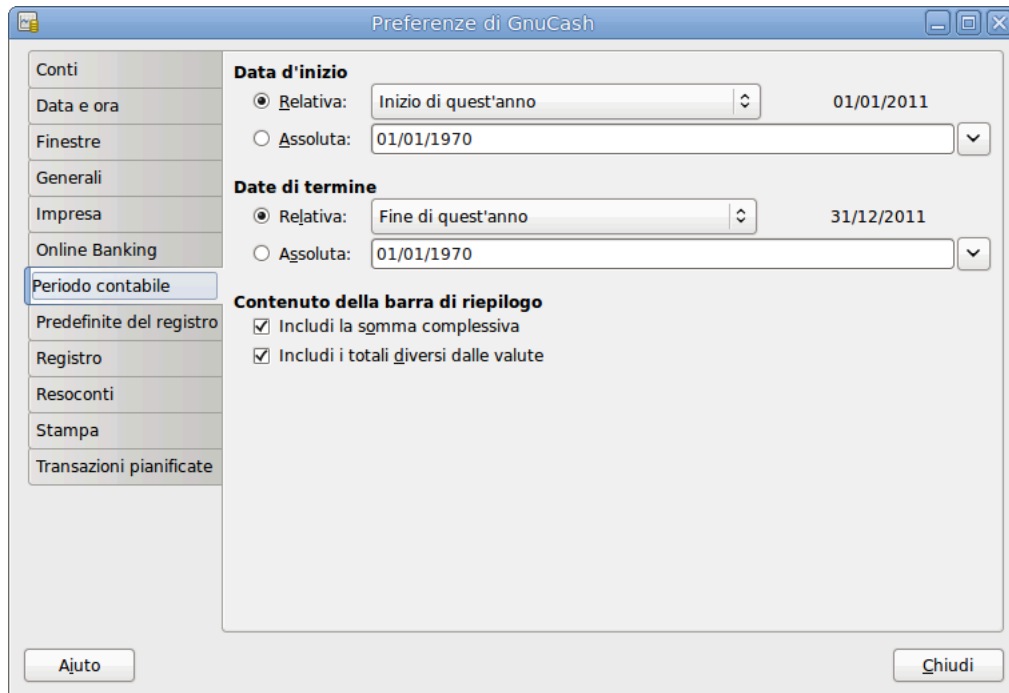 Preferenze di GnuCash
Conti
Data e ora
Finestre
Generali
Impresa
Online Banking
Periodo contabile
Predefinite del registro
Registro
Resoconti
Stampa
Transazioni pianificate
Data d'inizio
Relativa: Inizio di quest'anno 01/01/2011
Assoluta: 01/01/1970
Date di termine
Relativa: Fine di quest'anno 31/12/2011
Assoluta: 01/01/1970
Contenuto della barra di riepilogo
Includi la somma complessiva
Includi i totali diversi dalle valute
Aiuto
Chiudi